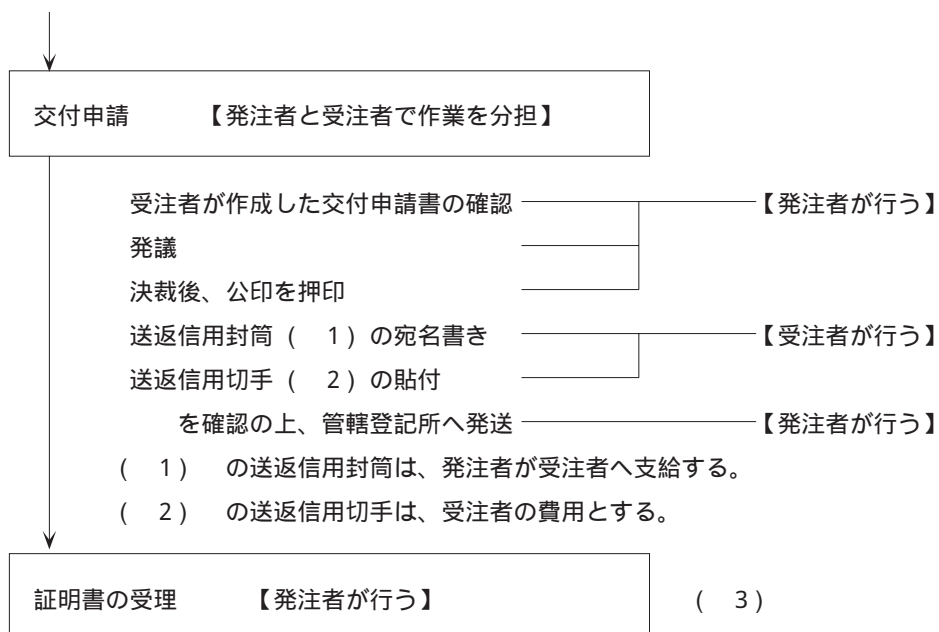 交付申請　　　【発注者と受注者で作業を分担】
受注者が作成した交付申請書の確認　【発注者が行う】
発議
決裁後、公印を押印
送返信用封筒（　1）の宛名書き　【受注者が行う】
送返信用切手（　2）の貼付
を確認の上、管轄登記所へ発送　【発注者が行う】
（　1）　の送返信用封筒は、発注者が受注者へ支給する。
（　2）　の送返信用切手は、受注者の費用とする。
証明書の受理　　　【発注者が行う】　（　3）